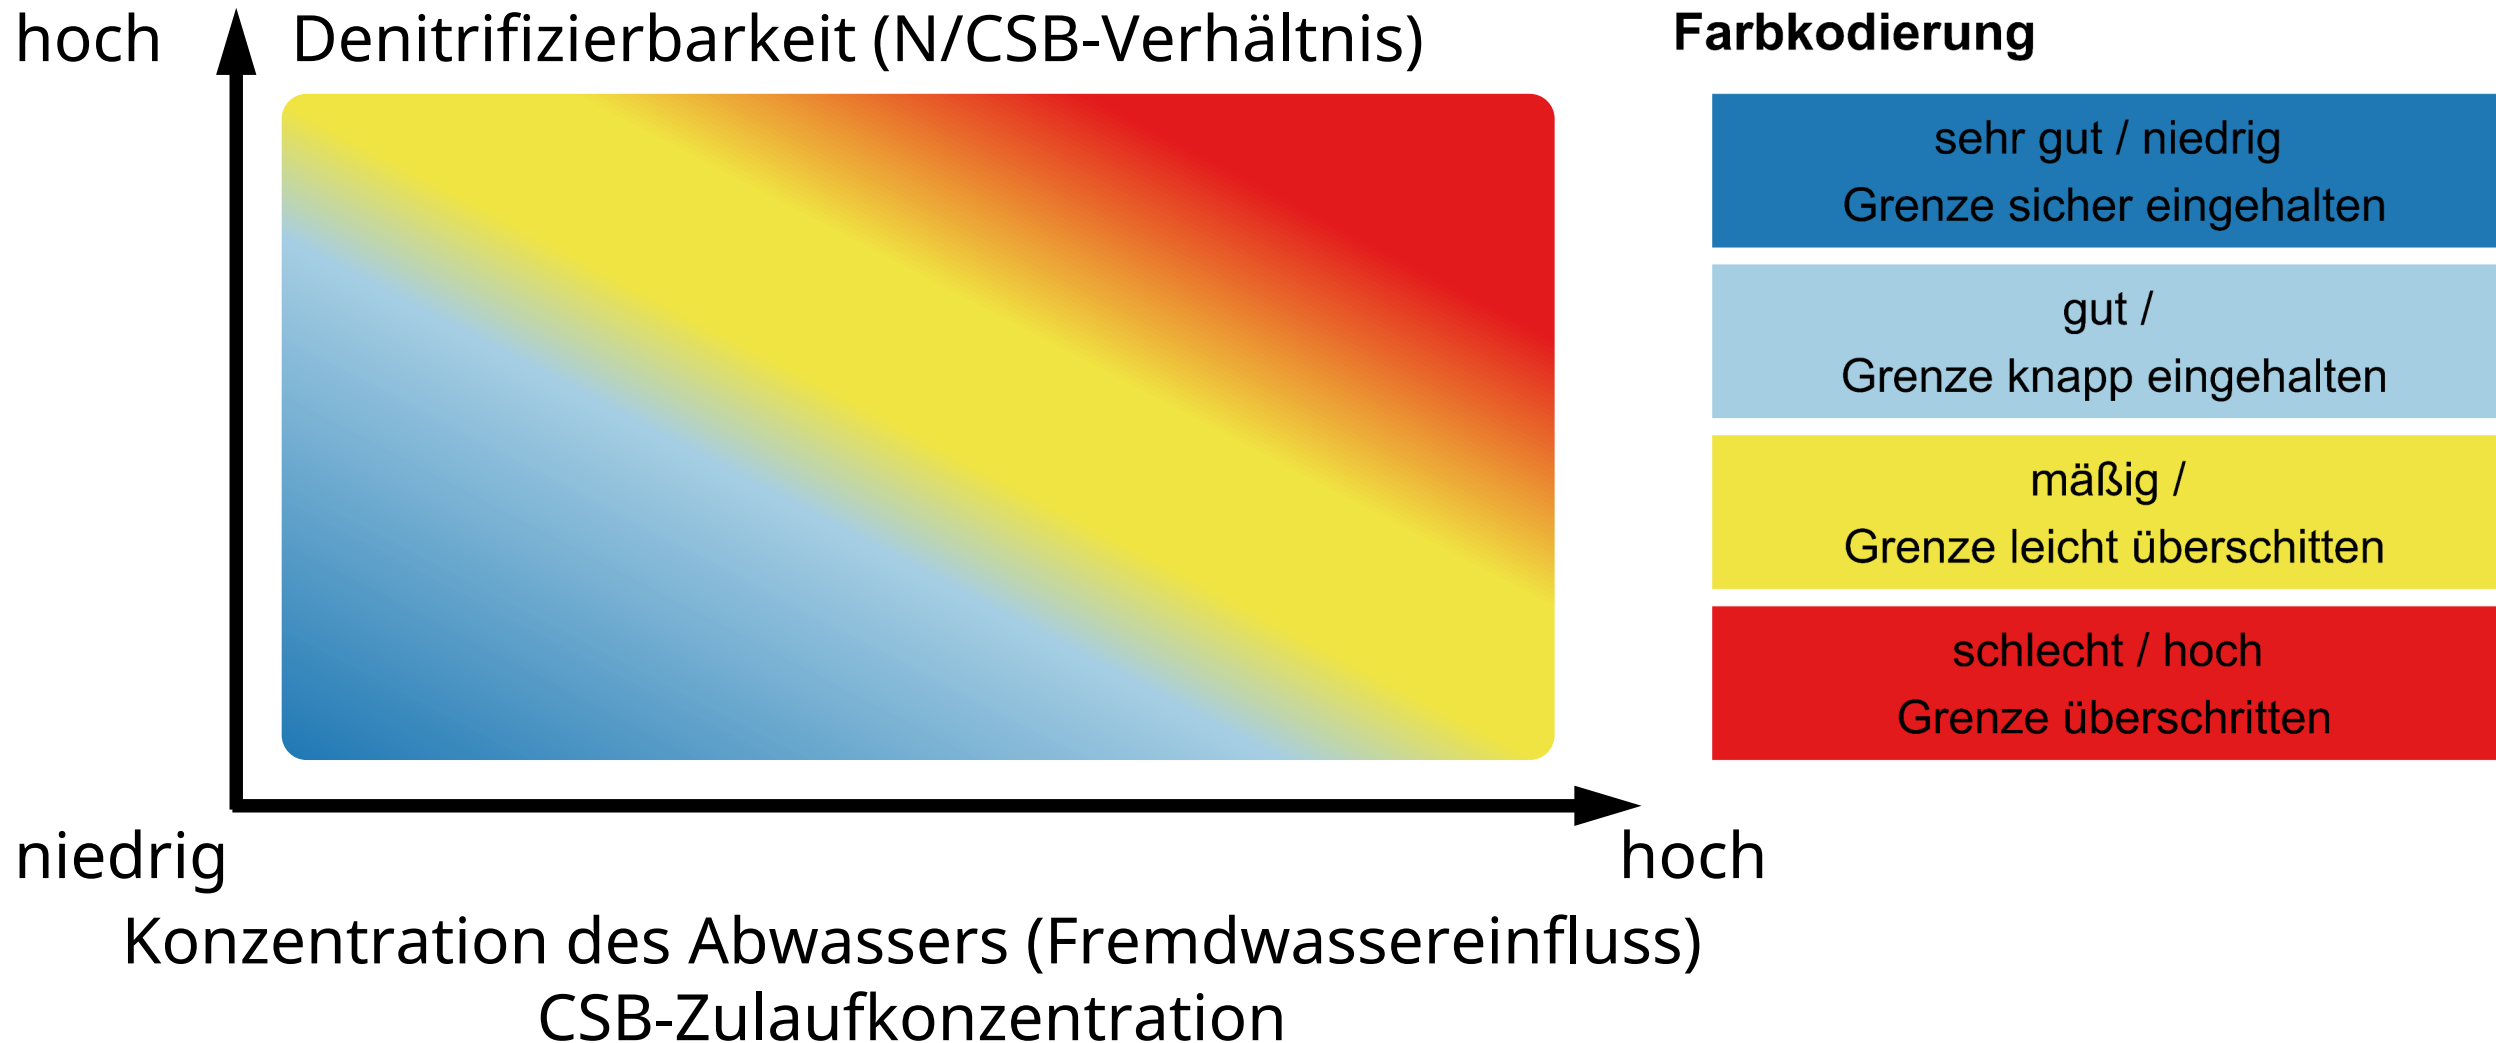 hoch
Denitrifizierbarkeit (N/CSB-Verhältnis)
Farbkodierung
sehr gut / niedrig
Grenze sicher eingehalten
gut /
Grenze knapp eingehalten
mäßig /
Grenze leicht überschitten
schlecht / hoch
Grenze überschritten
niedrig
hoch
Konzentration des Abwassers (Fremdwassereinfluss)
CSB-Zulaufkonzentration